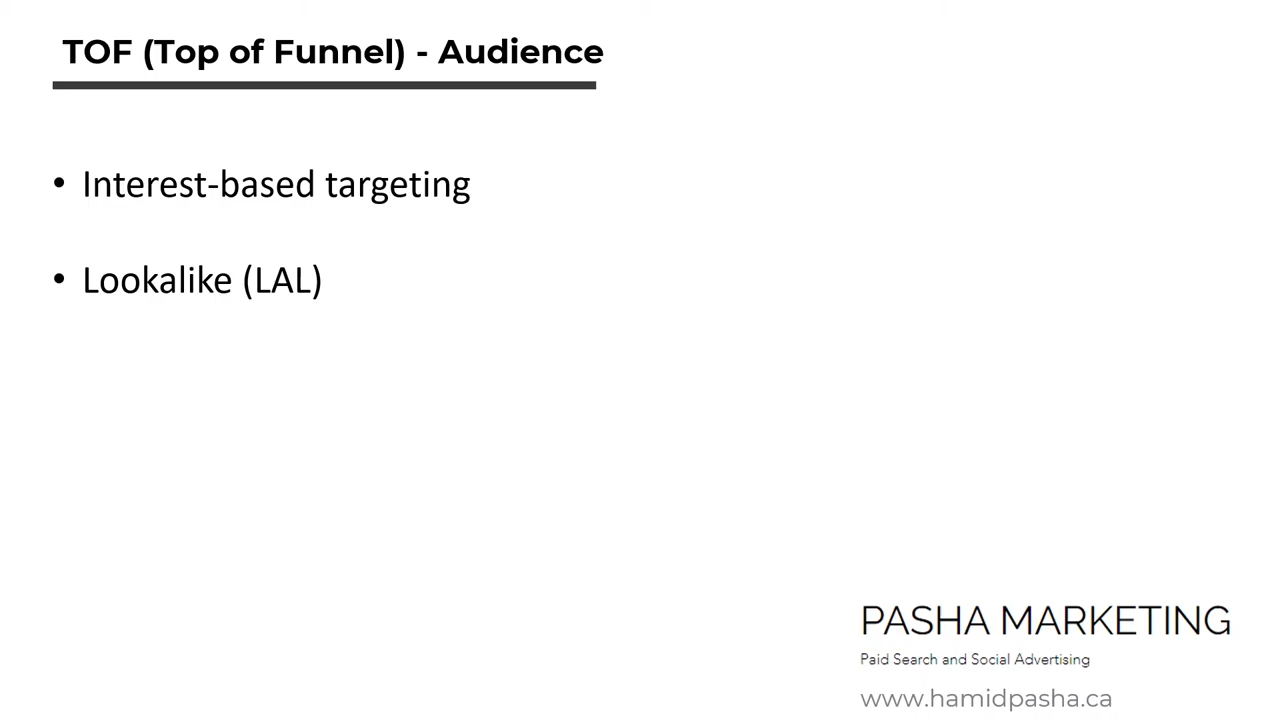 TOF (Top of Funnel) - Audience
• Interest-based targeting
• Lookalike (LAL)
PASHA MARKETING
Paid Search and Social Advertising
www.hamidpasha.ca